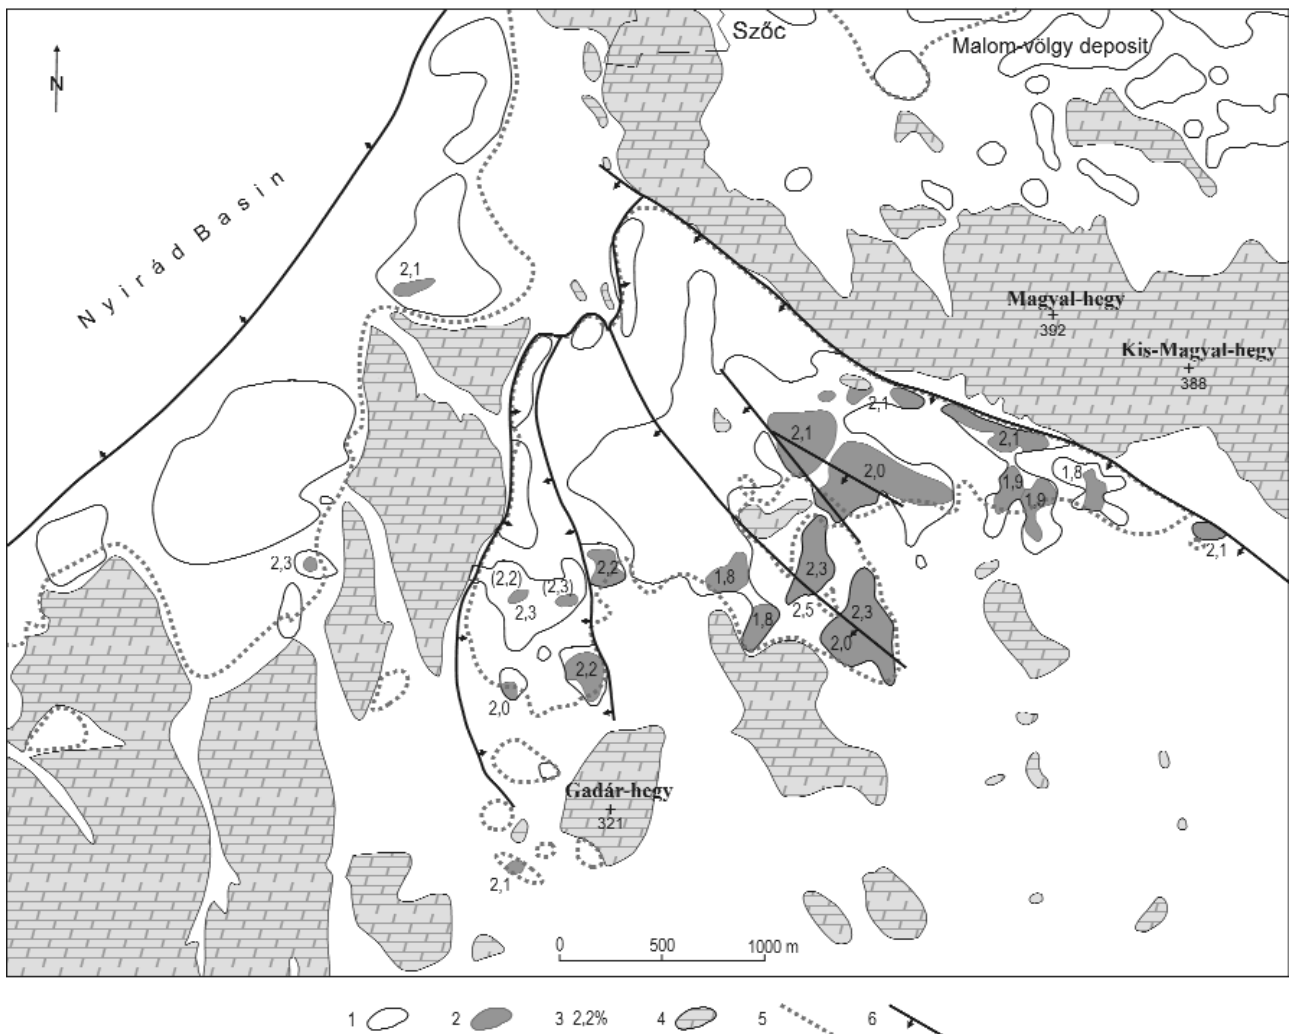 Szőc
Malom-völgy deposit
N
Nyirád Basin
2,1
Magyal-hegy
392
Kis-Magyal-hegy
388
2,1
2,1
2,1
2,0
1,8
1,9
1,9
2,1
2,3
(2,2)
(2,3)
2,3
2,2
1,8
2,3
2,5
1,8
2,3
2,0
2,2
2,0
Gadár-hegy
321
2,1
0 500 1000 m
1 2 3 2,2% 4 5 6